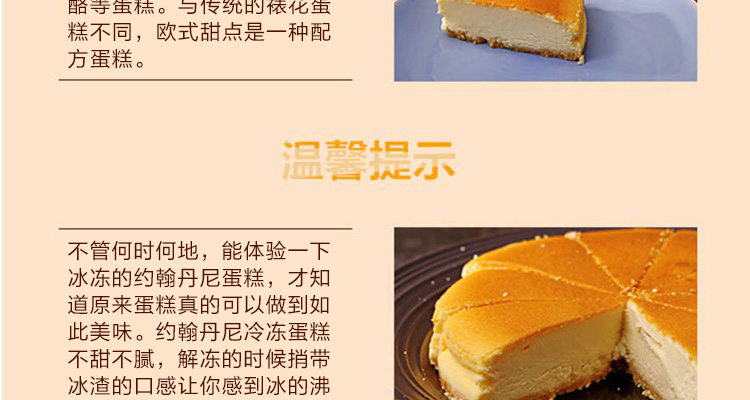 酪等蛋糕。与传统的裱花蛋
糕不同，欧式甜点是一种配
方蛋糕。
温馨提示
不管何时何地，能体验一下
冰冻的约翰丹尼蛋糕，才知
道原来蛋糕真的可以做到如
此美味。约翰丹尼冷冻蛋糕
不甜不腻，解冻的时候捎带
冰渣的口感让你感到冰的沸